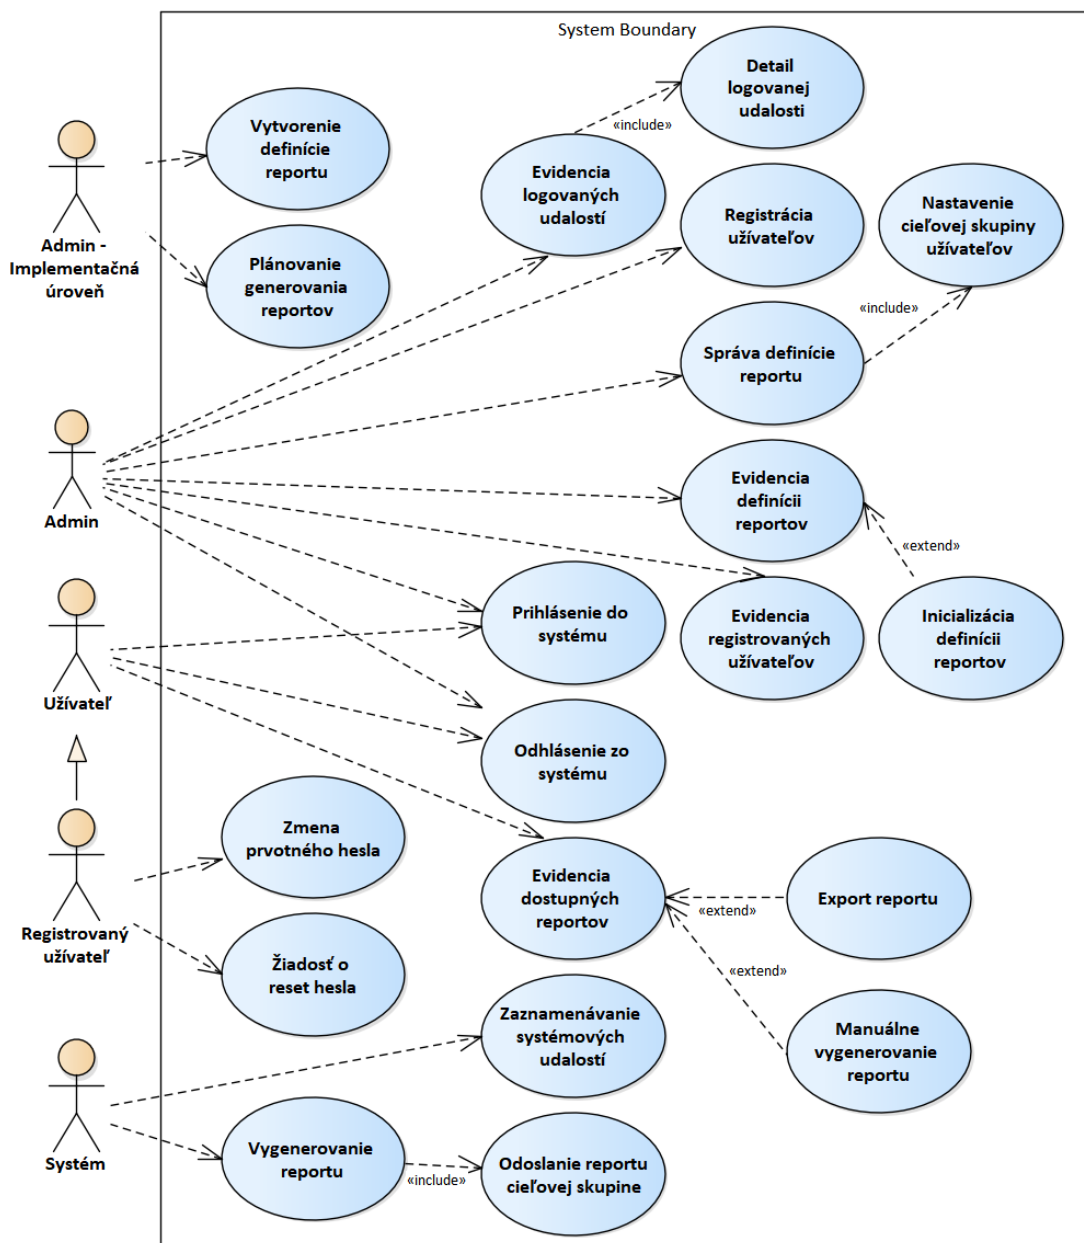 System Boundary
Detail
logovanej
udalosti
Vytvorenie
definície
reportu
«include»
Evidencia
logovaných
udalostí
Registrácia
užívateľov
Nastavenie
cieľovej skupiny
užívateľov
Admin -
Implementačná
úroveň
Plánovanie
generovania
reportov
«include»
Správa definície
reportu
Admin
Evidencia
definícii
reportov
«extend»
Prihlásenie do
systému
Evidencia
registrovaných
užívateľov
Inicializácia
definícii
reportov
Užívateľ
Odhlásenie zo
systému
Zmena
prvotného hesla
Evidencia
dostupných
reportov
«extend»
Export reportu
Registrovaný
užívateľ
Žiadosť o
reset hesla
«extend»
Zaznamenávanie
systémových
udalostí
Manuálne
vygenerovanie
reportu
Systém
Vygenerovanie
reportu
«include»
Odoslanie reportu
cieľovej skupine